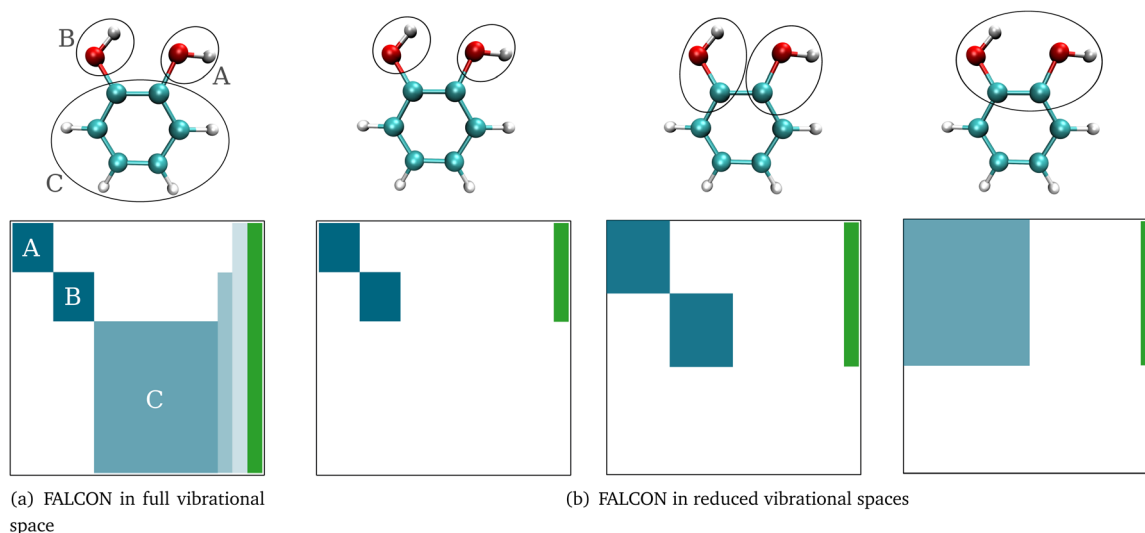 B
A
C
A
B
C
(a) FALCON in full vibrational
space
(b) FALCON in reduced vibrational spaces